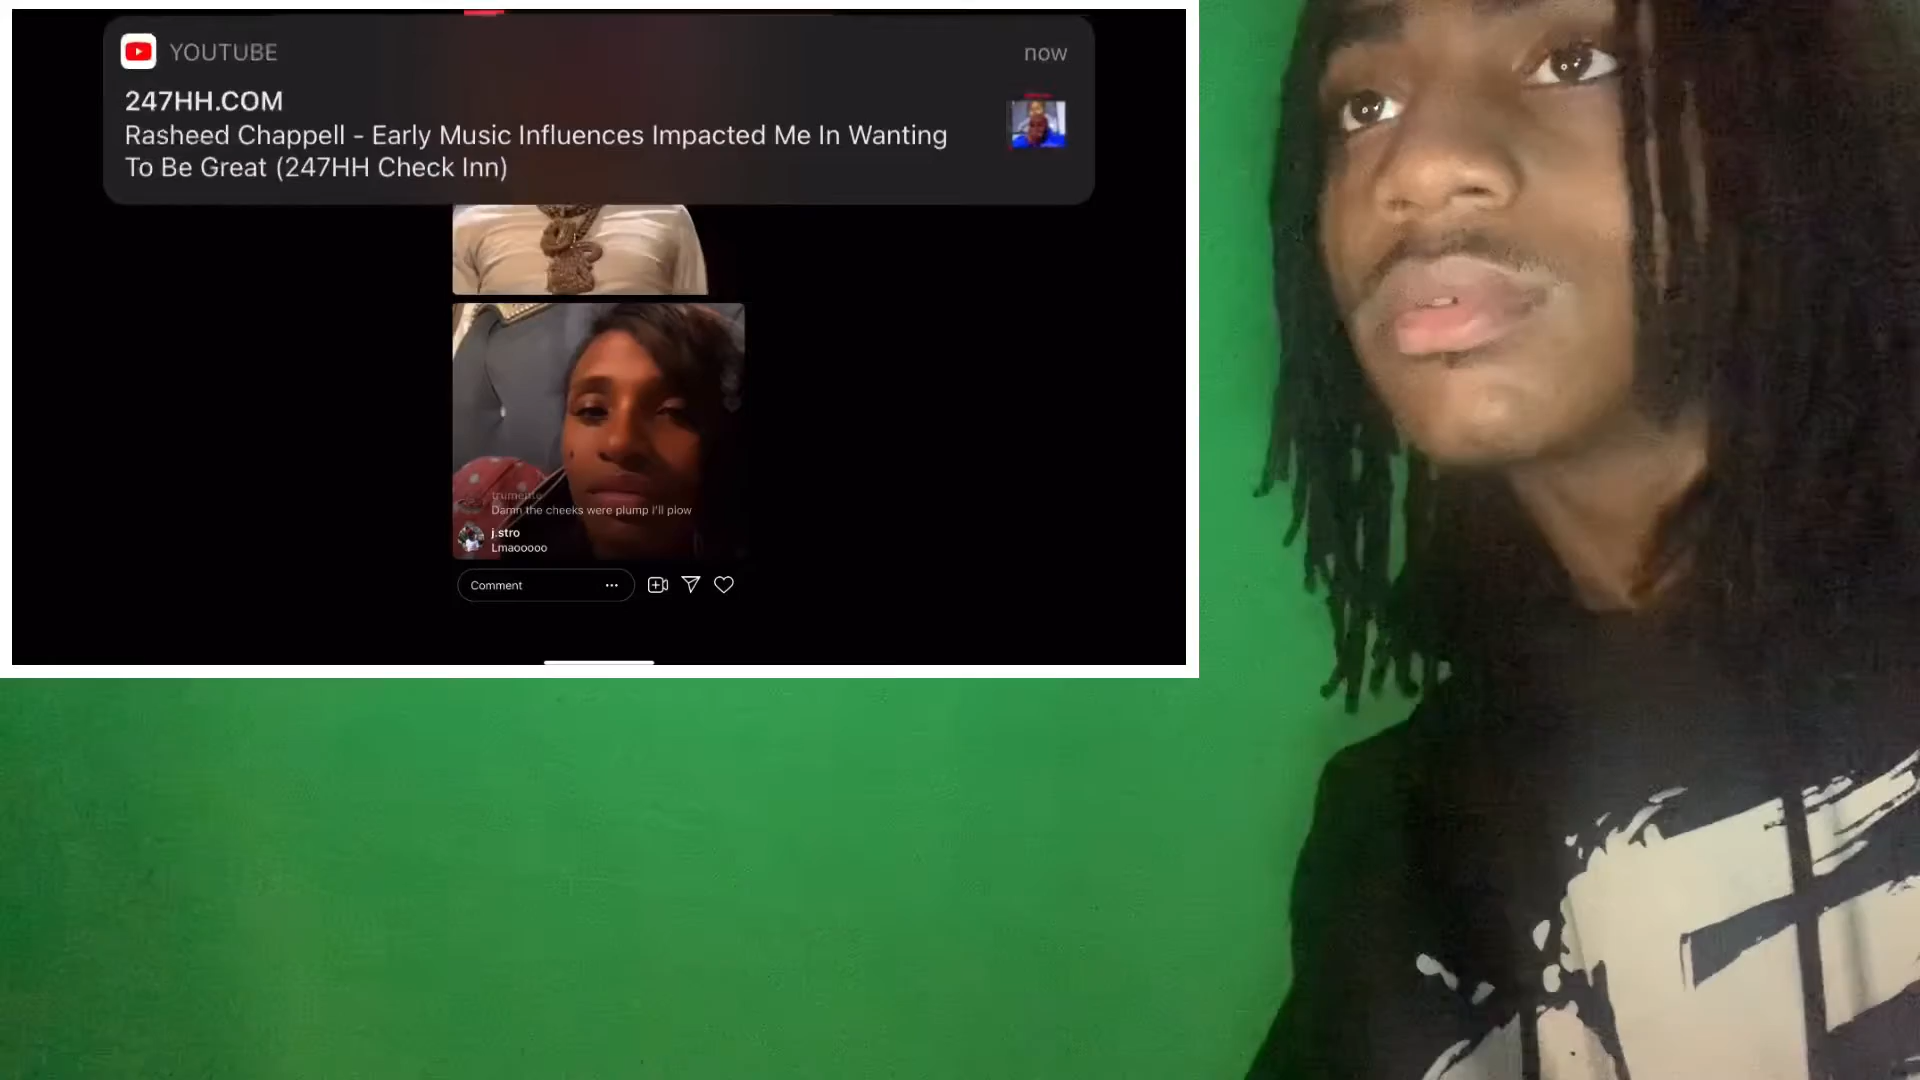 YOUTUBE
now
247HH.COM
Rasheed Chappell - Early Music Influences Impacted Me In Wanting
To Be Great (247HH Check Inn)
trumente
Damn the cheeks were plump i'll plow
j.stro
Lmaooooo
Comment